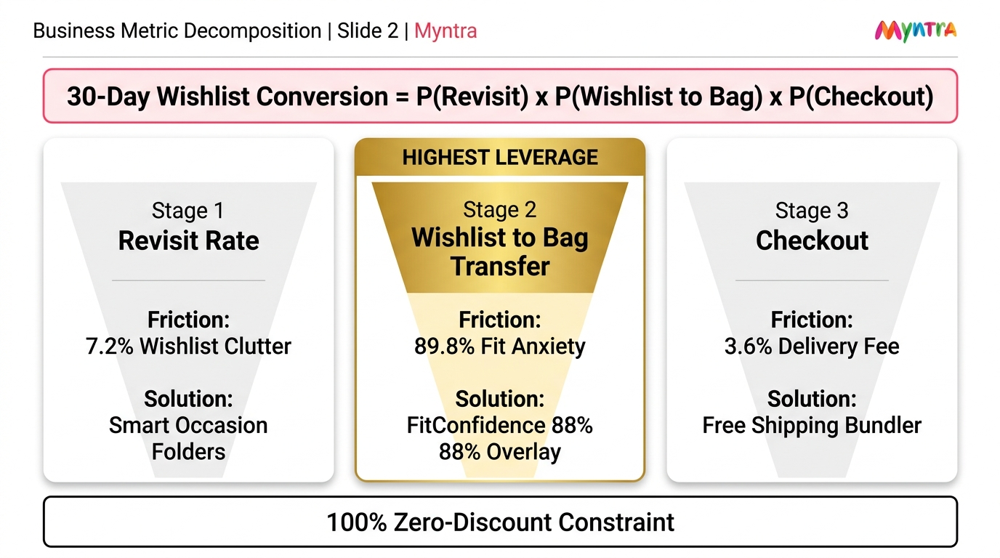 Business Metric Decomposition | Slide 2 | Myntra
Myntra
30-Day Wishlist Conversion = P(Revisit) x P(Wishlist to Bag) x P(Checkout)
Stage 1
Revisit Rate
Friction:
7.2% Wishlist Clutter
Solution:
Smart Occasion
Folders
HIGHEST LEVERAGE
Stage 2
Wishlist to Bag
Transfer
Friction:
89.8% Fit Anxiety
Solution:
FitConfidence 88%
88% Overlay
Stage 3
Checkout
Friction:
3.6% Delivery Fee
Solution:
Free Shipping Bundler
100% Zero-Discount Constraint